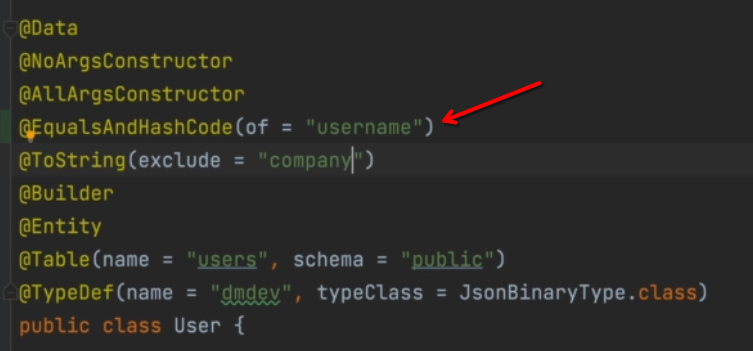 @Data
@NoArgsConstructor
@AllArgsConstructor
@EqualsAndHashCode(of = "username")
@ToString(exclude = "company")
@Builder
@Entity
@Table(name = "users", schema = "public")
@TypeDef(name = "dmdev", typeClass = JsonBinaryType.class)
public class User {